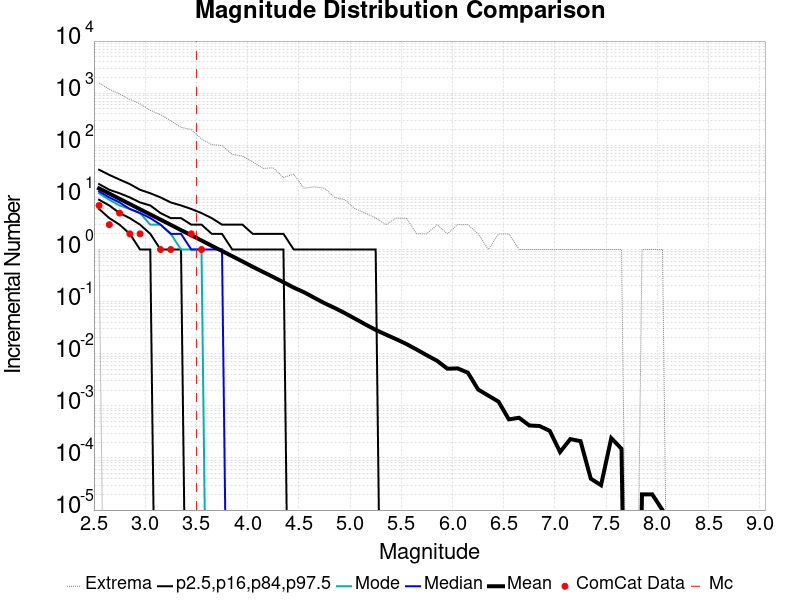 Magnitude Distribution Comparison
10^4
10^3
10^2
10^1
10^0
10^-1
10^-2
10^-3
10^-4
10^-5
Incremental Number
2.5 3.0 3.5 4.0 4.5 5.0 5.5 6.0 6.5 7.0 7.5 8.0 8.5 9.0
Magnitude
Extrema p2.5,p16,p84,p97.5 Mode Median Mean ComCat Data Mc